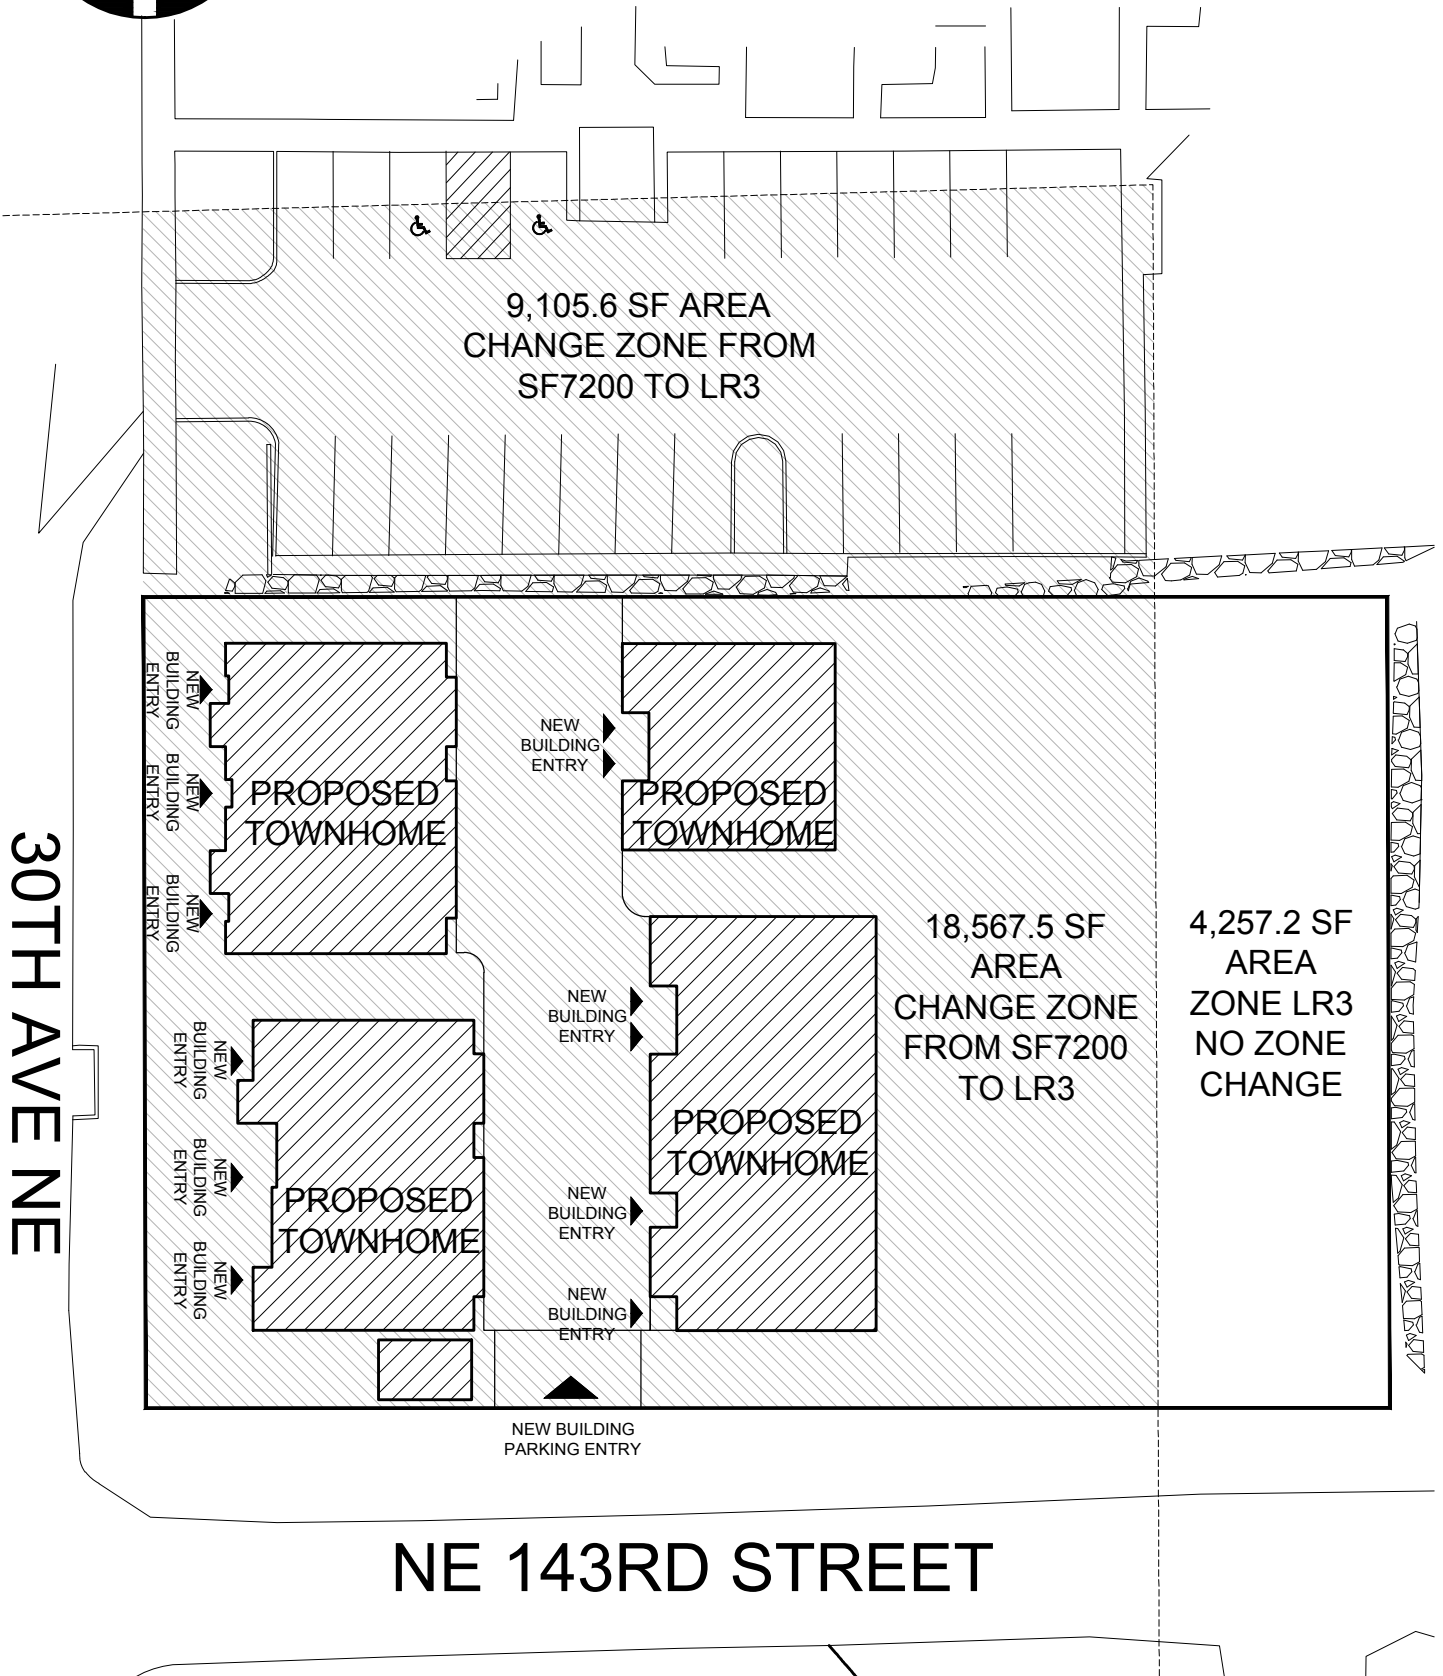 9,105.6 SF AREA
CHANGE ZONE FROM
SF7200 TO LR3
NEW
BUILDING
ENTRY
NEW
BUILDING
ENTRY
NEW
BUILDING
ENTRY
PROPOSED
TOWNHOME
NEW
BUILDING
ENTRY
PROPOSED
TOWNHOME
30TH AVE NE
18,567.5 SF
AREA
CHANGE ZONE
FROM SF7200
TO LR3
4,257.2 SF
AREA
ZONE LR3
NO ZONE
CHANGE
NEW
BUILDING
ENTRY
NEW
BUILDING
ENTRY
NEW
BUILDING
ENTRY
PROPOSED
TOWNHOME
NEW
BUILDING
ENTRY
NEW
BUILDING
ENTRY
NEW
BUILDING
ENTRY
PROPOSED
TOWNHOME
NEW BUILDING
PARKING ENTRY
NE 143RD STREET